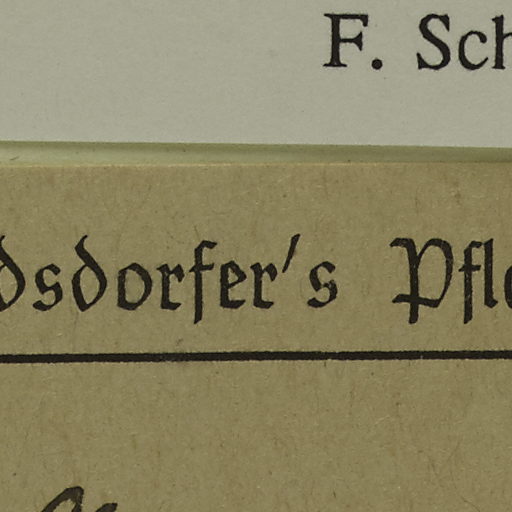 F. Sch
dsdorfer's Pfl